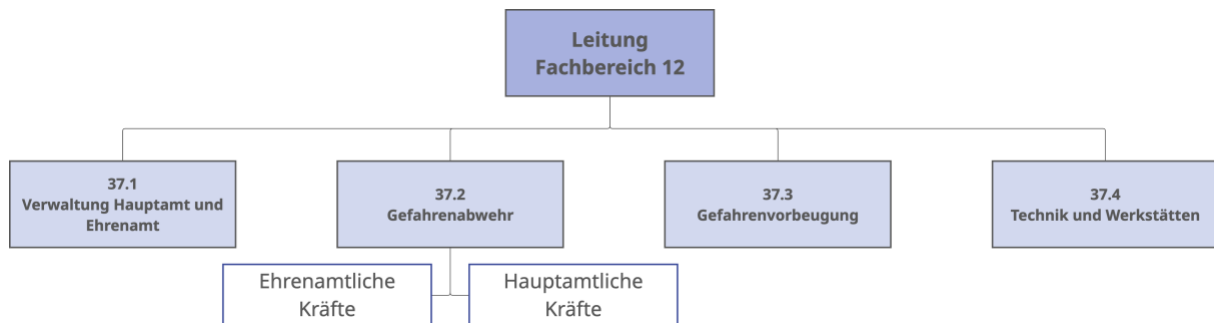 Leitung
Fachbereich 12
37.1
Verwaltung Hauptamt und
Ehrenamt
37.2
Gefahrenabwehr
37.3
Gefahrenvorbeugung
37.4
Technik und Werkstätten
Ehrenamtliche
Kräfte
Hauptamtliche
Kräfte